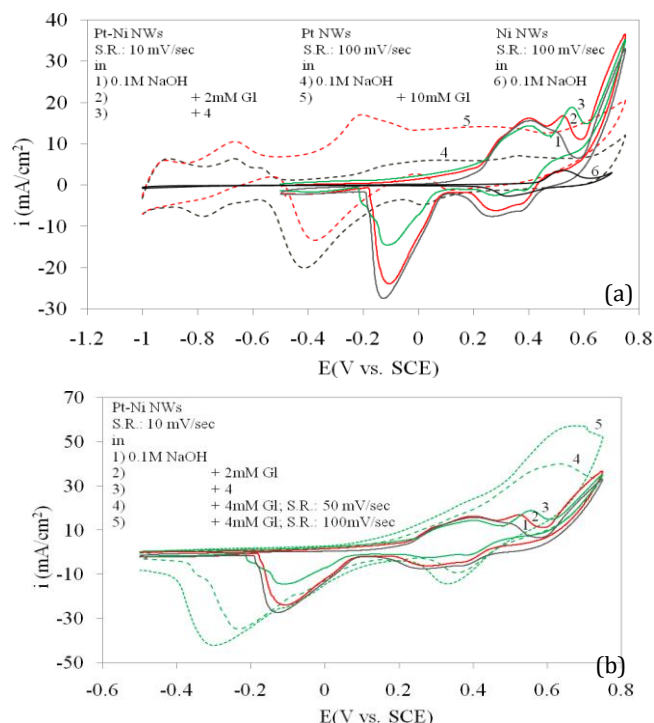 40
30
20
10
0
-10
-20
-30
i (mA/cm²)
Pt-Ni NWs
S.R.: 10 mV/sec
in
1) 0.1M NaOH
2) + 2mM Gl
3) + 4
Pt NWs
S.R.: 100 mV/sec
in
4) 0.1M NaOH
5) + 10mM Gl
Ni NWs
S.R.: 100 mV/sec
in
6) 0.1M NaOH
5
4
3
2
1
6
(a)
-1.2 -1 -0.8 -0.6 -0.4 -0.2 0 0.2 0.4 0.6 0.8
E(V vs. SCE)
70
50
30
10
-10
-30
-50
i (mA/cm²)
Pt-Ni NWs
S.R.: 10 mV/sec
in
1) 0.1M NaOH
2) + 2mM Gl
3) + 4
4) + 4mM Gl; S.R.: 50 mV/sec
5) + 4mM Gl; S.R.: 100mV/sec
5
4
3
2
1
(b)
-0.6 -0.4 -0.2 0 0.2 0.4 0.6 0.8
E(V vs. SCE)